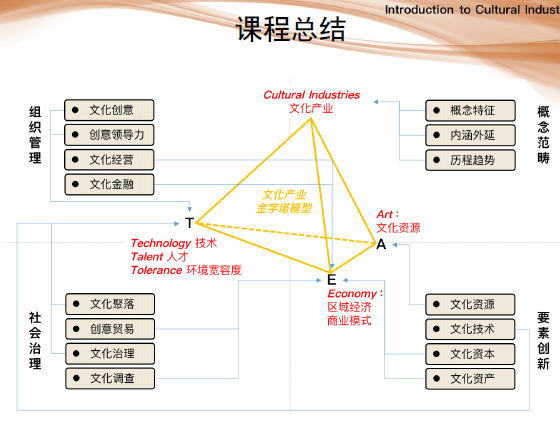 Introduction to Cultural Indust
课程总结
组织管理
文化创意
创意领导力
文化经营
文化金融
Cultural Industries
文化产业
概念特征
内涵外延
历程趋势
概念范畴
文化产业
金字塔模型
T
Technology 技术
Talent 人才
Tolerance 环境宽容度
Art：
文化资源
A
E
Economy：
区域经济
商业模式
社会治理
文化聚落
创意贸易
文化治理
文化调查
文化资源
文化技术
文化资本
文化资产
要素创新